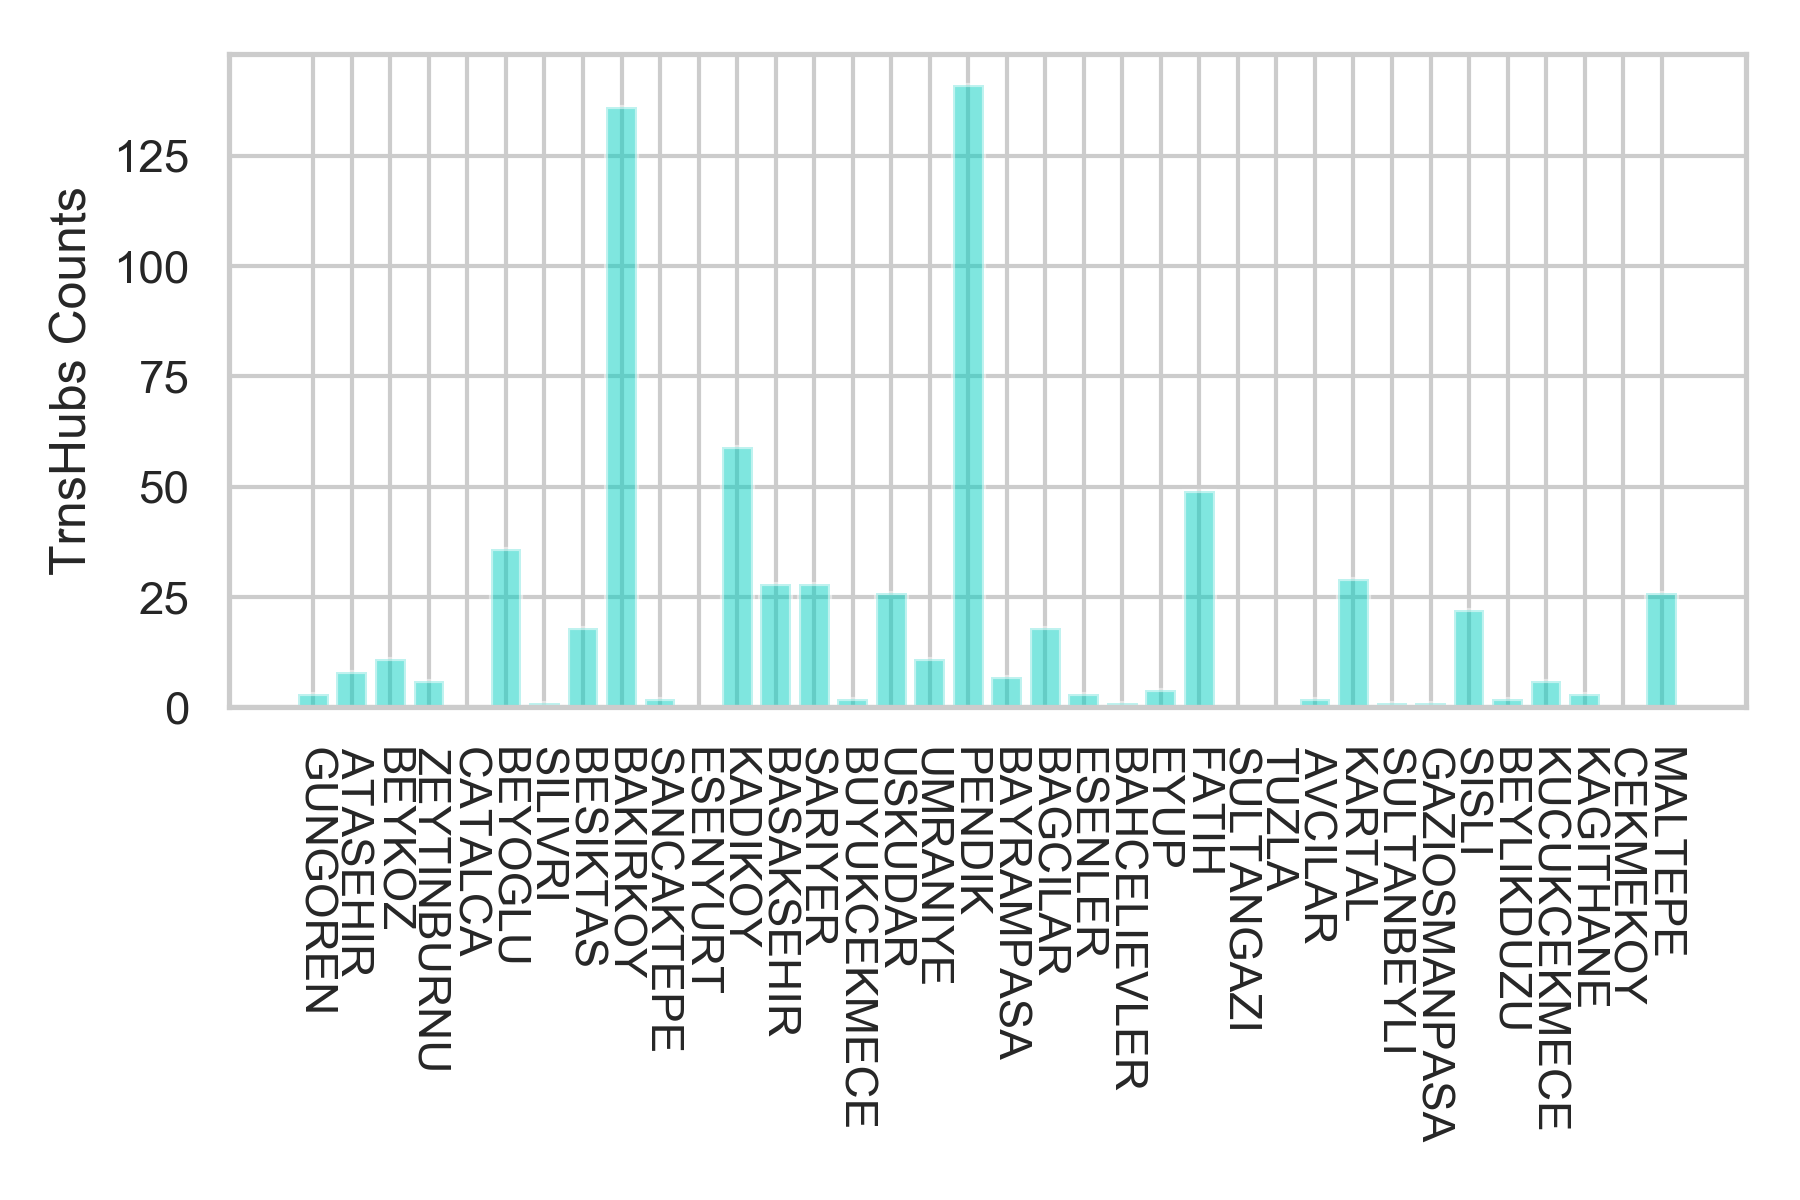 TrnsHubs Counts
125
100
75
50
25
0
GUNGOREN
ATASEHIR
BEYKOZ
ZEYTINBURNU
CATALCA
BEYOGLU
SILIVRI
BESIKTAS
BAKIRKOY
SANCAKTEPE
ESENYURT
KADIKOY
BASAKSEHIR
SARIYER
BUYUKCEKMECE
USKUDAR
UMRANIYE
PENDIK
BAYRAMPASA
BAGCILAR
ESENLER
BAHCELIEVLER
EYUP
FATIH
SULTANGAZI
TUZLA
AVCILAR
KARTAL
SULTANBEYLI
GAZIOSMANPASA
SISLI
BEYLIKDUZU
KUCUKCEKMECE
KAGITHANE
CEKMEKOY
MALTEPE